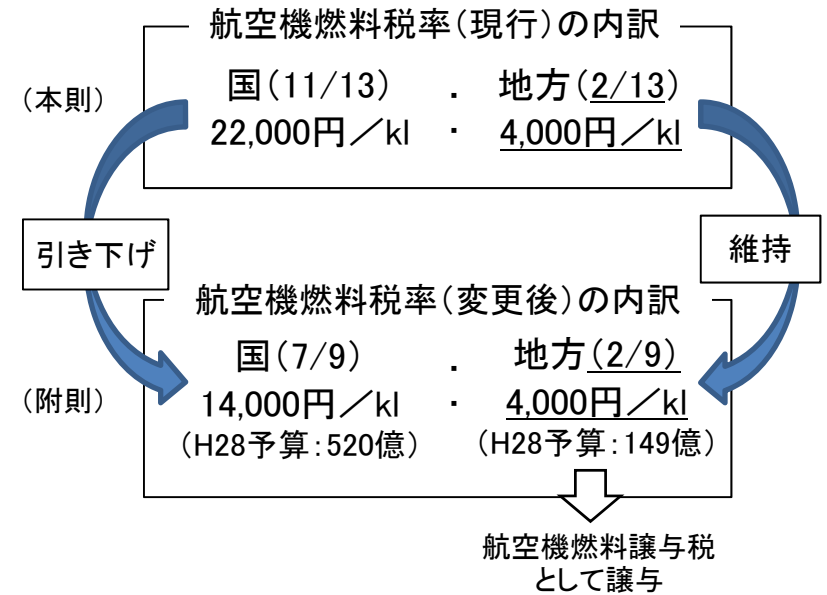 航空機燃料税率(現行)の内訳
(本則)
国(11/13) : 地方(2/13)
22,000円/kl : 4,000円/kl
引き下げ
維持
航空機燃料税率(変更後)の内訳
(附則)
国(7/9) : 地方(2/9)
14,000円/kl : 4,000円/kl
(H28予算:520億) (H28予算:149億)
航空機燃料譲与税
として譲与